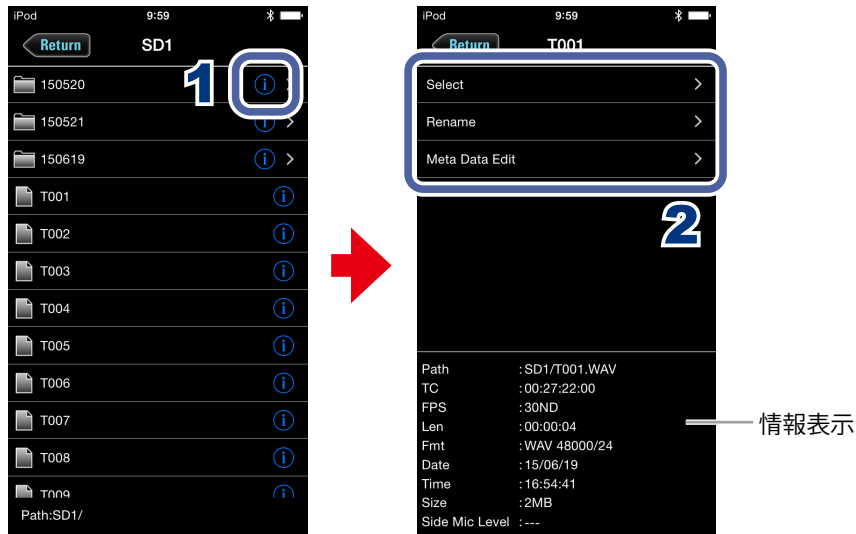 iPod 9:59
Return SD1
1
150520
150521
150619
T001
T002
T003
T004
T005
T006
T007
T008
T009
Path:SD1/
iPod 9:59
Return T001
Select
Rename
Meta Data Edit
2
Path :SD1/T001.WAV
TC :00:27:22:00
FPS :30ND
Len :00:00:04
Fmt :WAV 48000/24
Date :15/06/19
Time :16:54:41
Size :2MB
Side Mic Level :---
情報表示